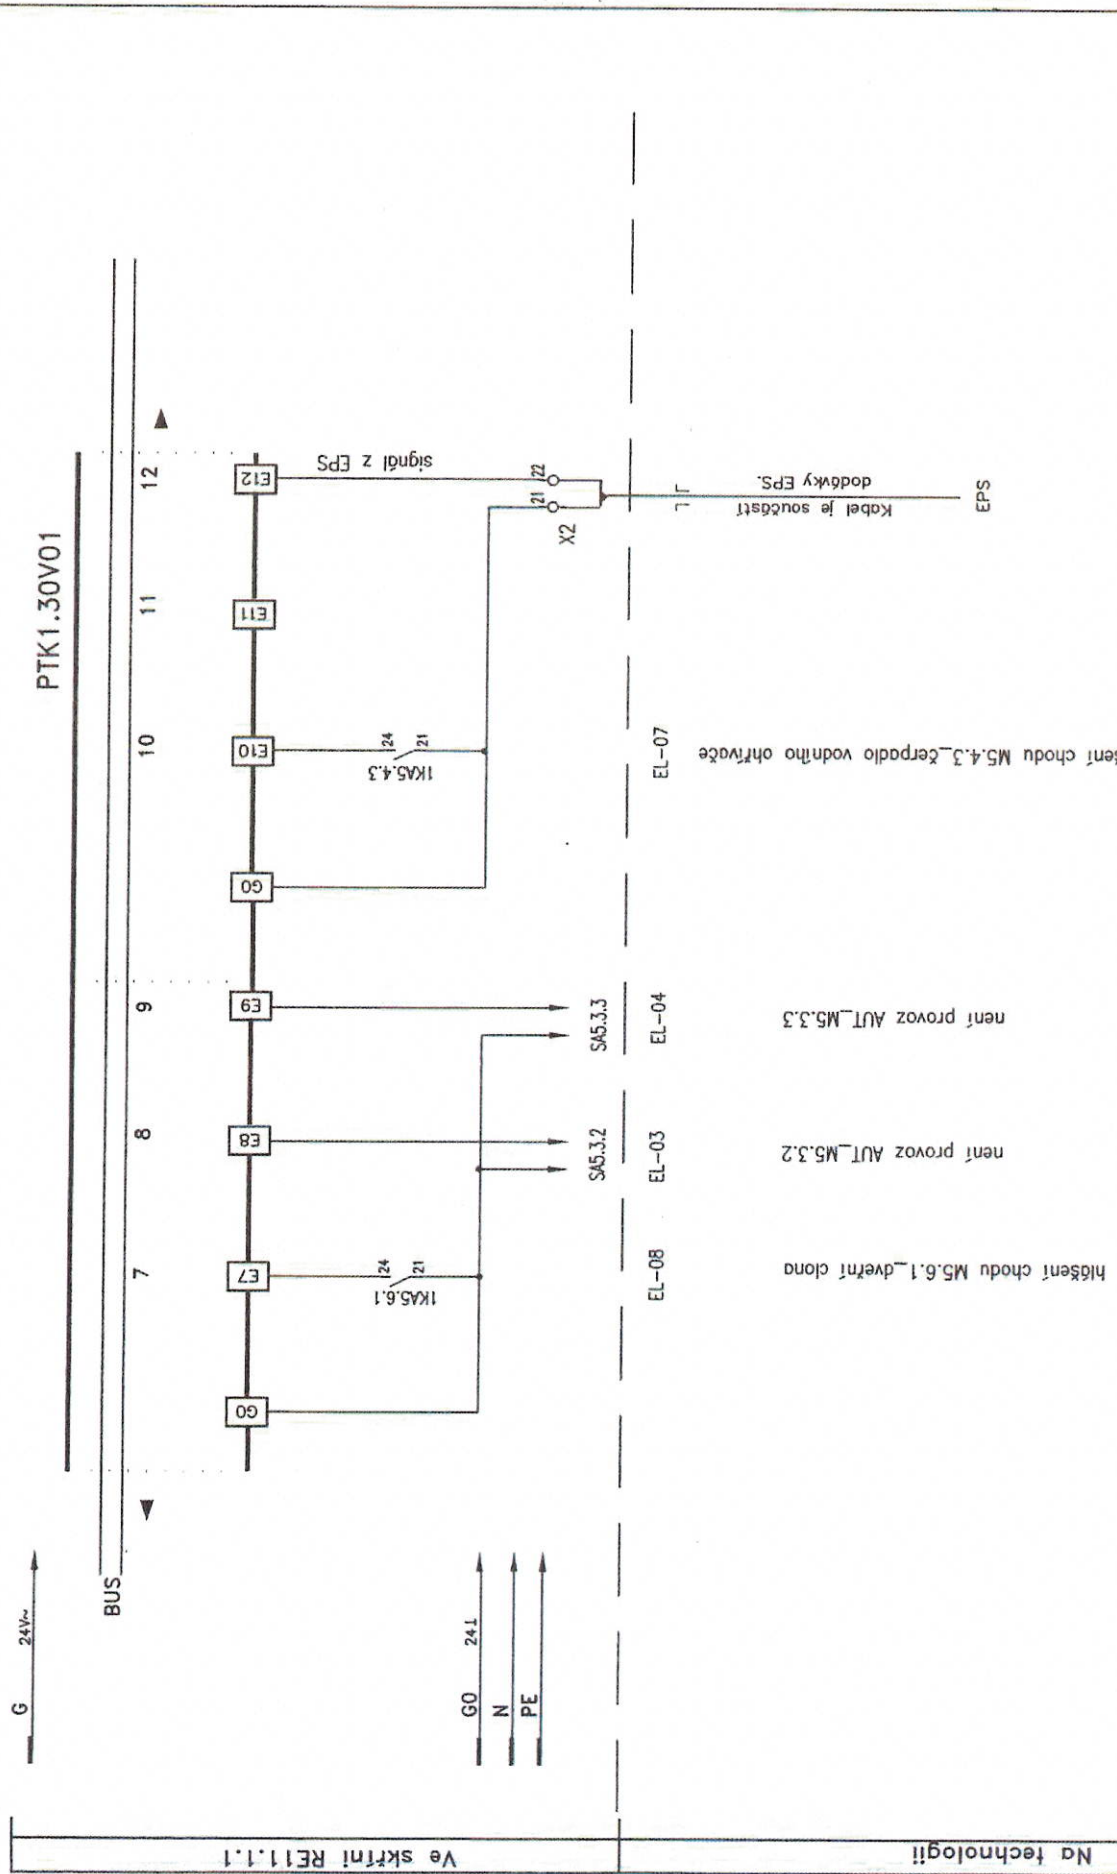 PTK1.30V01
G
24V~
BUS
7
8
9
10
11
12
G0
E7
E8
E9
G0
E10
E11
E12
24
21
1KA5.6.1
24
21
1KA5.4.3
signál z EPS
G0
24⊥
N
PE
SA5.3.2
SA5.3.3
X2
21
22
EL-08
EL-03
EL-04
EL-07
Kabel je součástí
dodávky EPS.
EPS
hlášení chodu M5.6.1_dveřní clona
není provoz AUT_M5.3.2
není provoz AUT_M5.3.3
chodu M5.4.3_čerpadlo vodního ohřívače
Ve skříni RE11.1.1
Na technologii